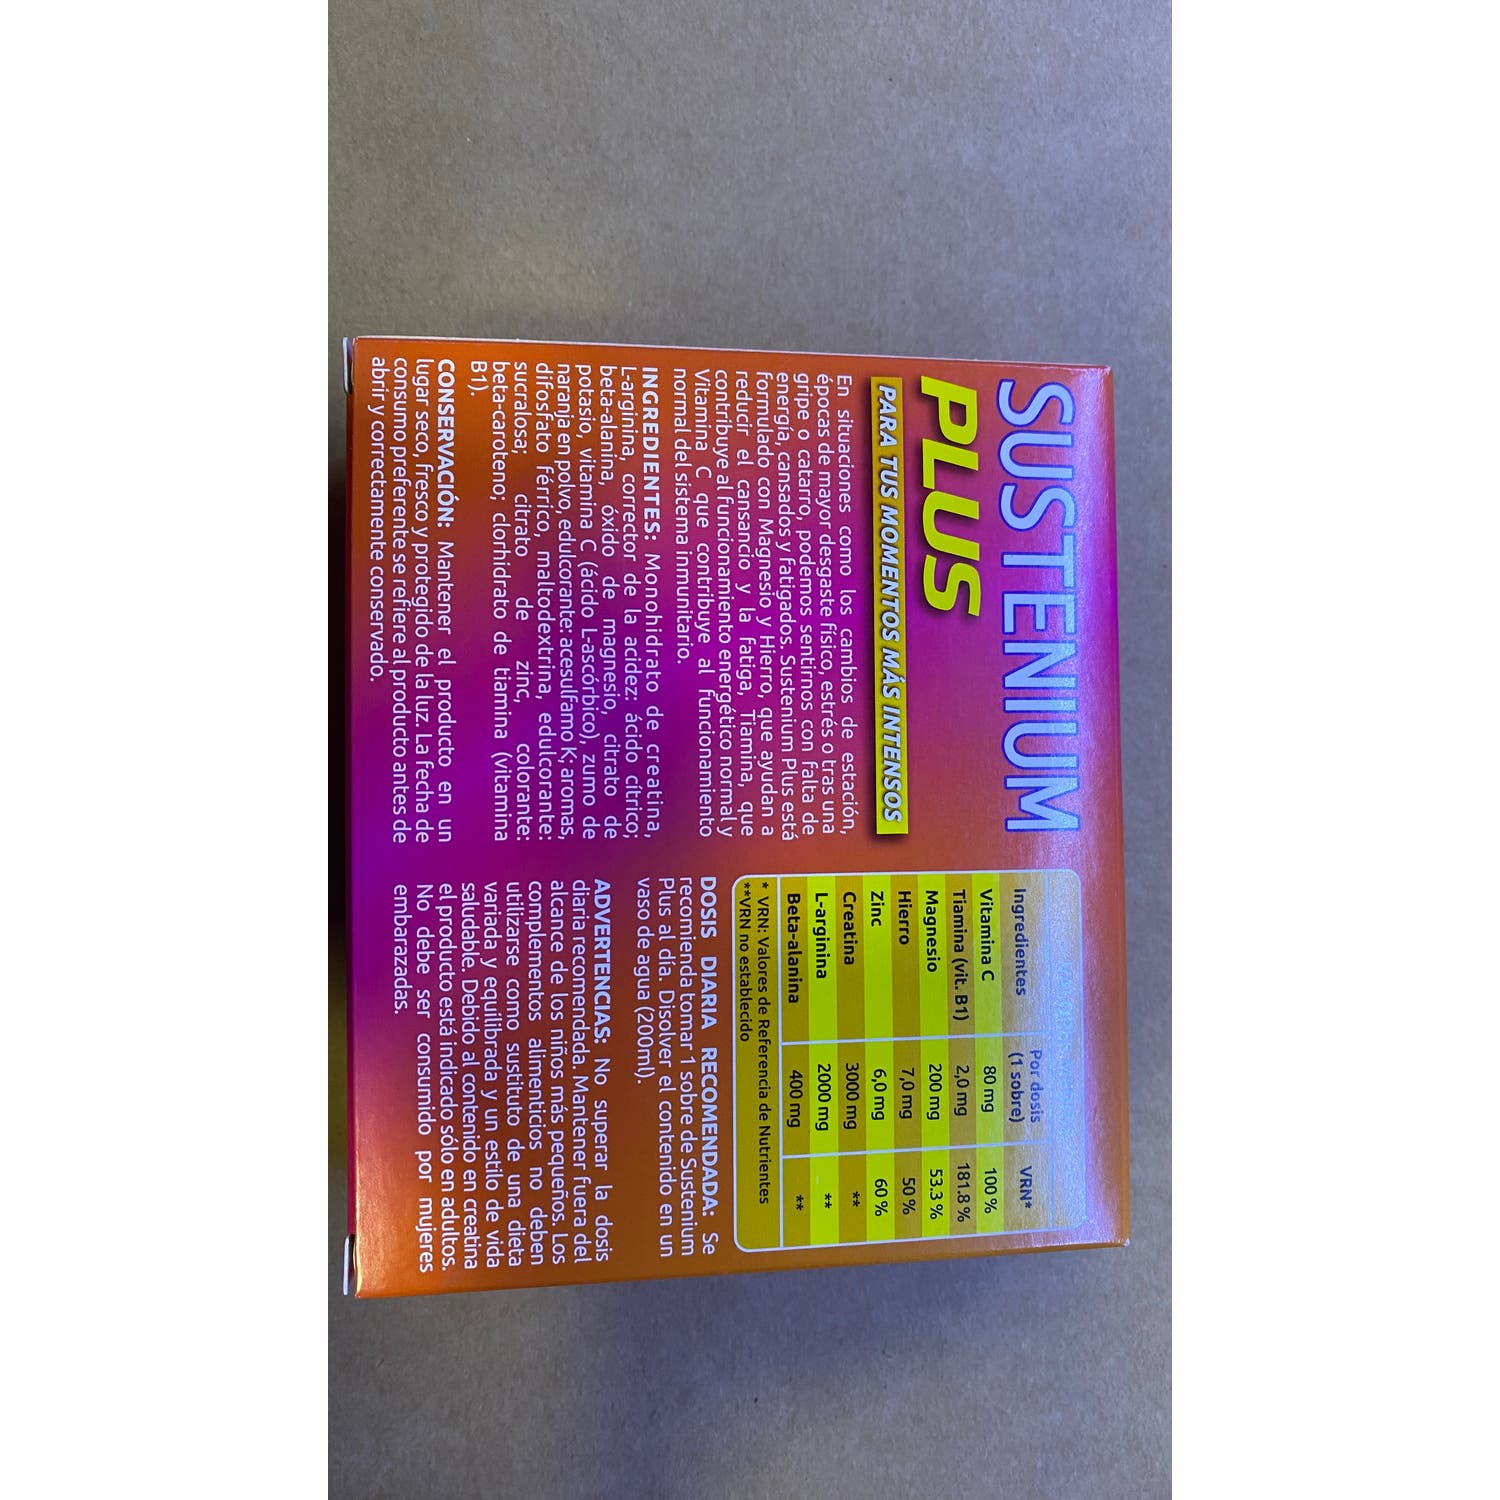 SUSTENIUM
PLUS
PARA TUS MOMENTOS MÁS INTENSOS
En situaciones como los cambios de estación,
épocas de mayor desgaste físico, estrés o tras una
gripe o catarro, podemos sentirnos con falta de
energía, cansados y fatigados. Sustenium Plus está
formulado con Magnesio y Hierro, que ayudan a
reducir el cansancio y la fatiga, Tiamina, que
contribuye al funcionamiento energético normal y
Vitamina C que contribuye al funcionamiento
normal del sistema inmunitario.
INGREDIENTES: Monohidrato de creatina,
L-arginina, corrector de la acidez: ácido cítrico;
beta-alanina, óxido de magnesio, citrato de
potasio, vitamina C (ácido L-ascórbico), zumo de
naranja en polvo, edulcorante: acesulfamo K; aromas,
difosfato férrico, maltodextrina, edulcorante:
sucralosa; citrato de zinc, colorante:
beta-caroteno; clorhidrato de tiamina (vitamina
B1).
CONSERVACIÓN: Mantener el producto en un
lugar seco, fresco y protegido de la luz. La fecha de
consumo preferente se refiere al producto antes de
abrir y correctamente conservado.
Ingredientes Por dosis (1 sobre) VRN*
Vitamina C 80 mg 100 %
Tiamina (vit. B1) 2,0 mg 181.8 %
Magnesio 200 mg 53.3 %
Hierro 7,0 mg 50 %
Zinc 6,0 mg 60 %
Creatina 3000 mg **
L-arginina 2000 mg **
Beta-alanina 400 mg **
* VRN: Valores de Referencia de Nutrientes
**VRN no establecido
DOSIS DIARIA RECOMENDADA: Se
recomienda tomar 1 sobre de Sustenium
Plus al día. Disolver el contenido en un
vaso de agua (200ml).
ADVERTENCIAS: No superar la dosis
diaria recomendada. Mantener fuera del
alcance de los niños más pequeños. Los
complementos alimenticios no deben
utilizarse como sustituto de una dieta
variada y equilibrada y un estilo de vida
saludable. Debido al contenido en creatina
el producto está indicado sólo en adultos.
No debe ser consumido por mujeres
embarazadas.